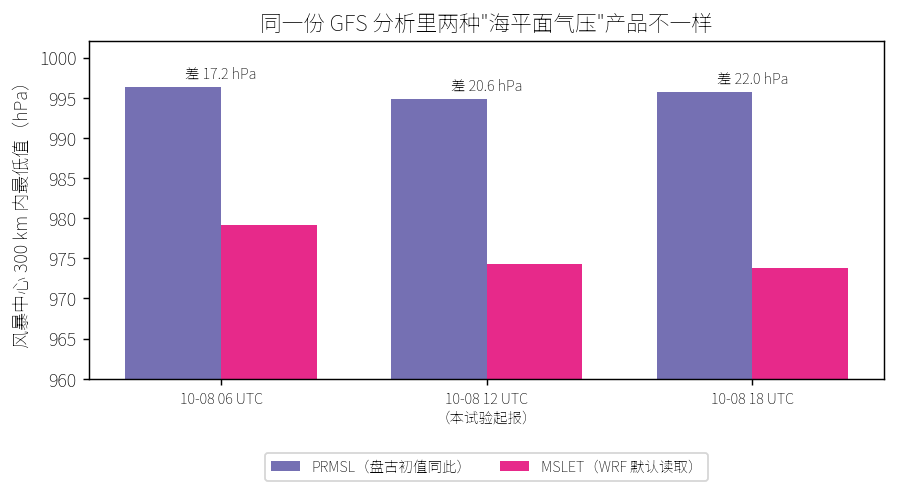 同一份 GFS 分析里两种"海平面气压"产品不一样
风暴中心 300 km 内最低值（hPa）
1000
995
990
985
980
975
970
965
960
差 17.2 hPa
差 20.6 hPa
差 22.0 hPa
10-08 06 UTC
10-08 12 UTC
（本试验起报）
10-08 18 UTC
PRMSL（盘古初值同此）
MSLET（WRF 默认读取）